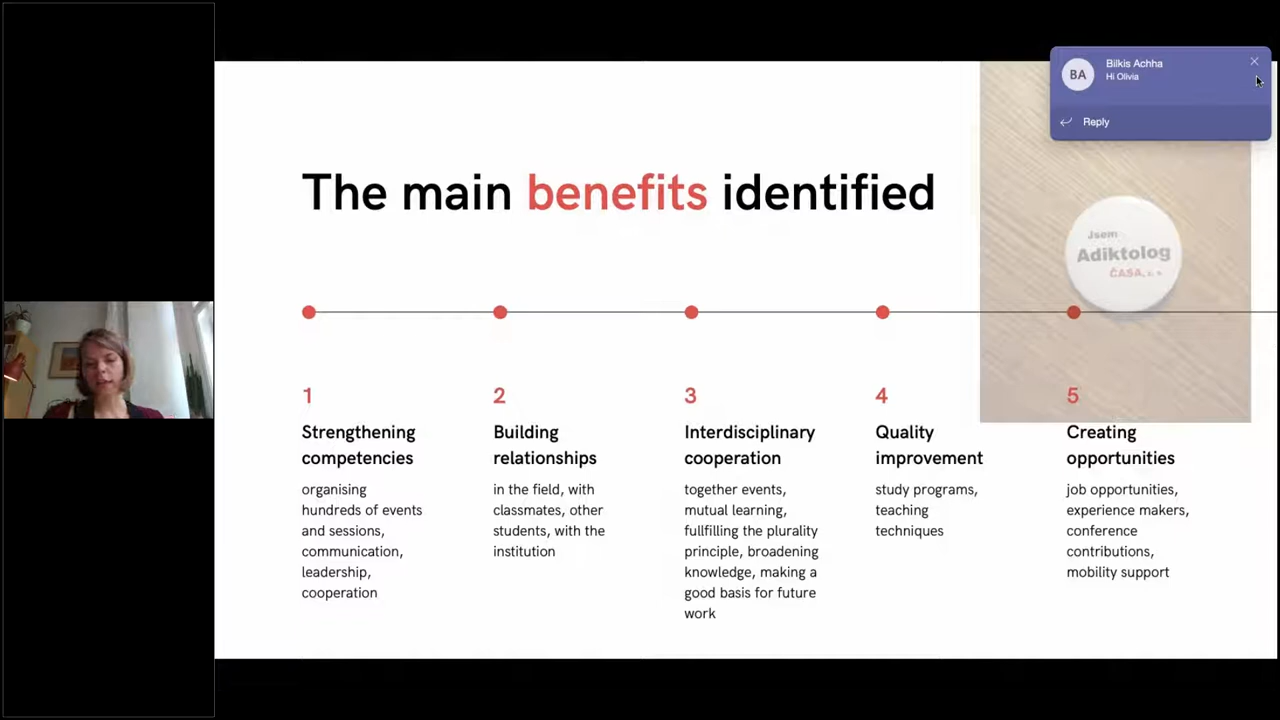 BA
Bilkis Achha
Hi Olivia
Reply
The main benefits identified
Jsem
Adiktolog
ČASA, z. s.
1
Strengthening
competencies
organising
hundreds of events
and sessions,
communication,
leadership,
cooperation
2
Building
relationships
in the field, with
classmates, other
students, with the
institution
3
Interdisciplinary
cooperation
together events,
mutual learning,
fullfilling the plurality
principle, broadening
knowledge, making a
good basis for future
work
4
Quality
improvement
study programs,
teaching
techniques
5
Creating
opportunities
job opportunities,
experience makers,
conference
contributions,
mobility support